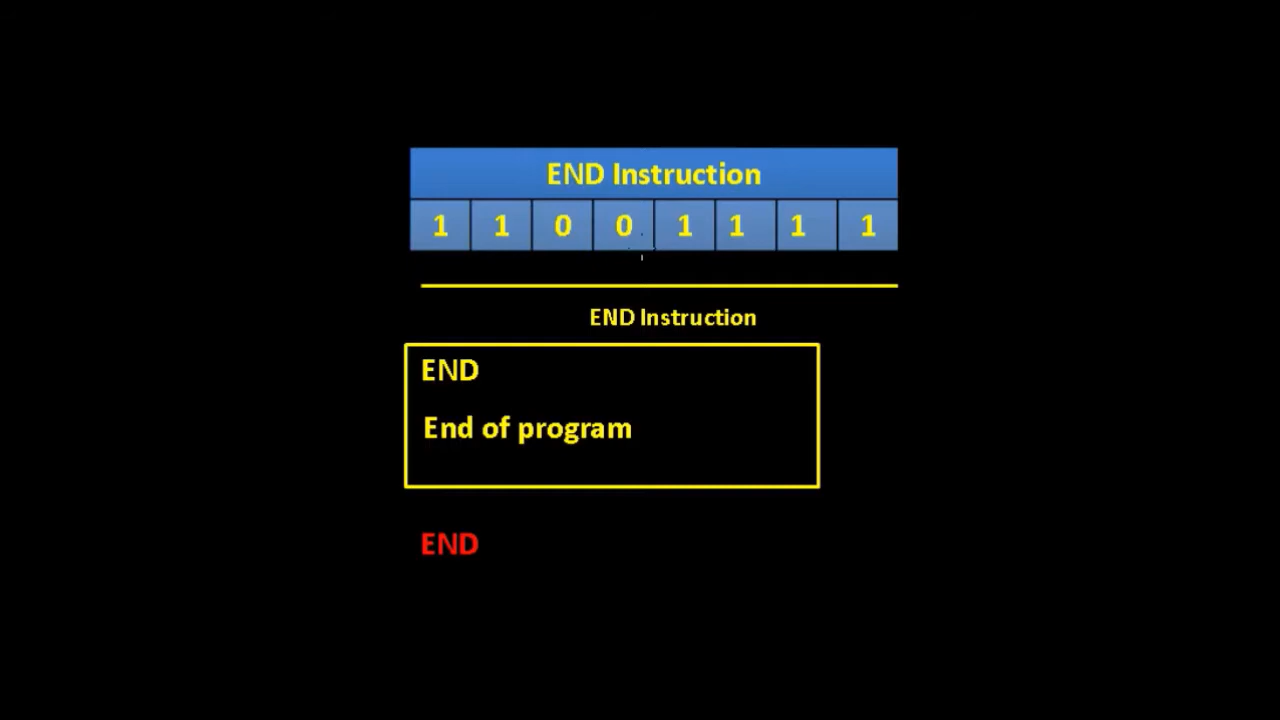 END Instruction
1 1 0 0 1 1 1 1
END Instruction
END
End of program
END